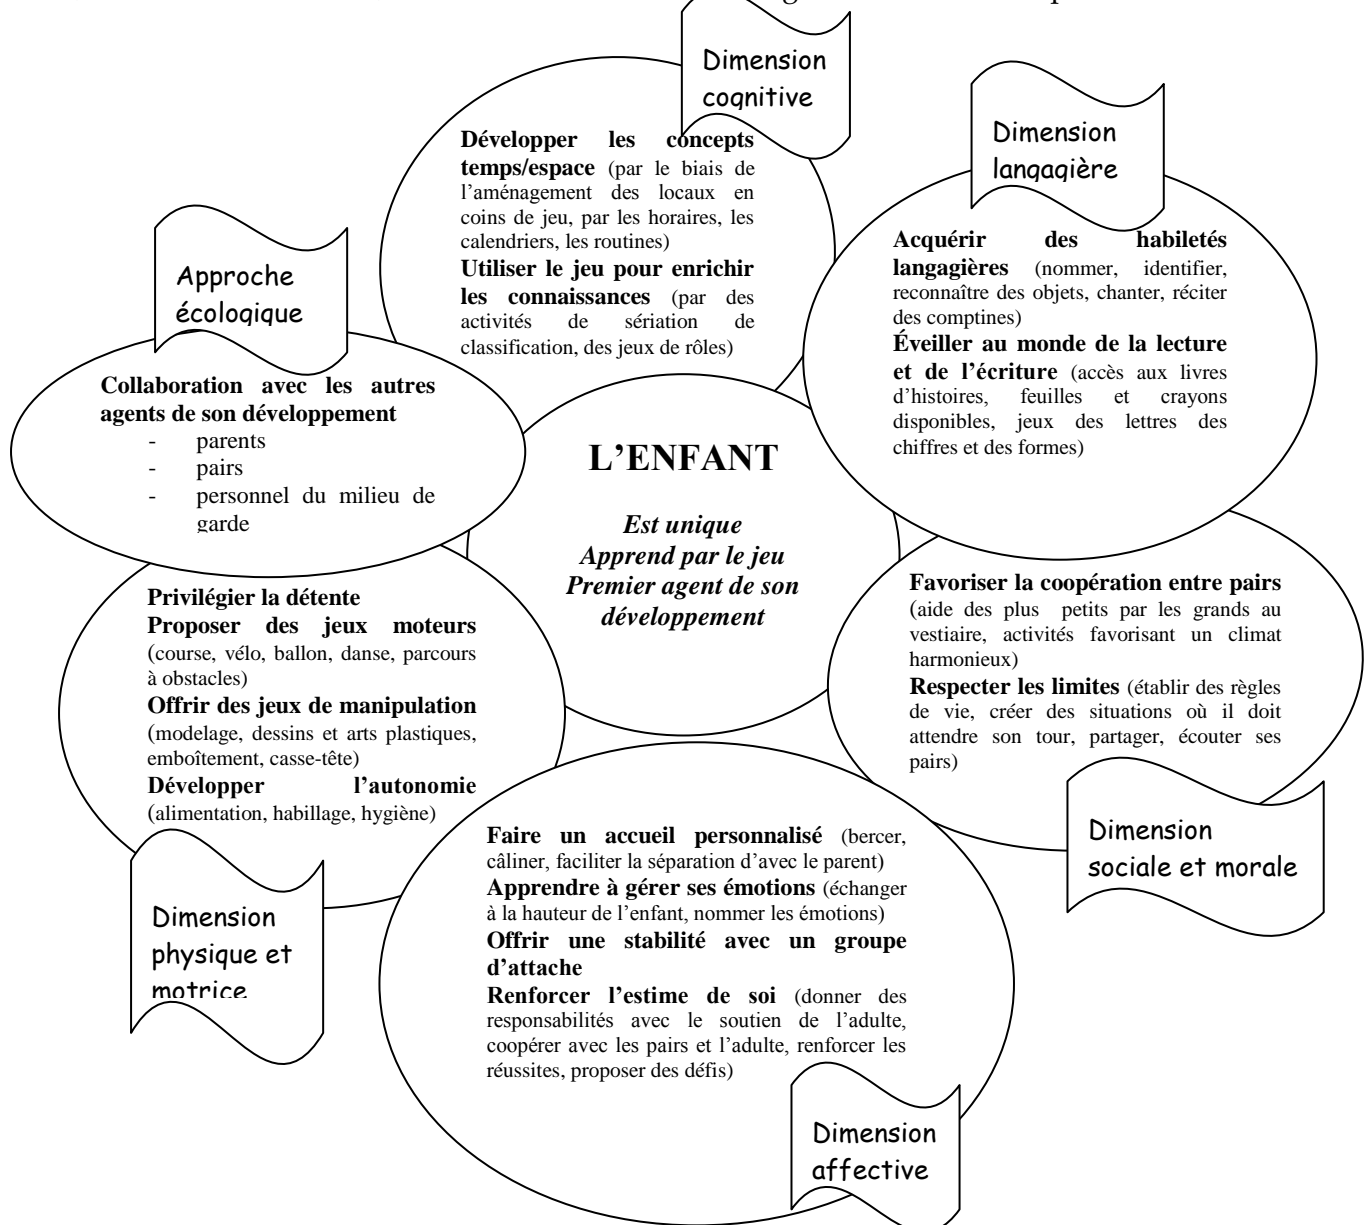 Dimension
cognitive
Développer les concepts
temps/espace (par le biais de
l’aménagement des locaux en
coins de jeu, par les horaires, les
calendriers, les routines)
Utiliser le jeu pour enrichir
les connaissances (par des
activités de sériation de
classification, des jeux de rôles)
Dimension
langagière
Acquérir des habiletés
langagières (nommer, identifier,
reconnaître des objets, chanter, réciter
des comptines)
Éveiller au monde de la lecture
et de l’écriture (accès aux livres
d’histoires, feuilles et crayons
disponibles, jeux des lettres des
chiffres et des formes)
Approche
écologique
Collaboration avec les autres
agents de son développement
- parents
- pairs
- personnel du milieu de
garde
L’ENFANT
Est unique
Apprend par le jeu
Premier agent de son
développement
Privilégier la détente
Proposer des jeux moteurs
(course, vélo, ballon, danse, parcours
à obstacles)
Offrir des jeux de manipulation
(modelage, dessins et arts plastiques,
emboîtement, casse-tête)
Développer l’autonomie
(alimentation, habillage, hygiène)
Dimension
physique et
motrice
Favoriser la coopération entre pairs
(aide des plus petits par les grands au
vestiaire, activités favorisant un climat
harmonieux)
Respecter les limites (établir des règles
de vie, créer des situations où il doit
attendre son tour, partager, écouter ses
pairs)
Dimension
sociale et morale
Faire un accueil personnalisé (bercer,
câliner, faciliter la séparation d’avec le parent)
Apprendre à gérer ses émotions (échanger
à la hauteur de l’enfant, nommer les émotions)
Offrir une stabilité avec un groupe
d’attache
Renforcer l’estime de soi (donner des
responsabilités avec le soutien de l’adulte,
coopérer avec les pairs et l’adulte, renforcer les
réussites, proposer des défis)
Dimension
affective